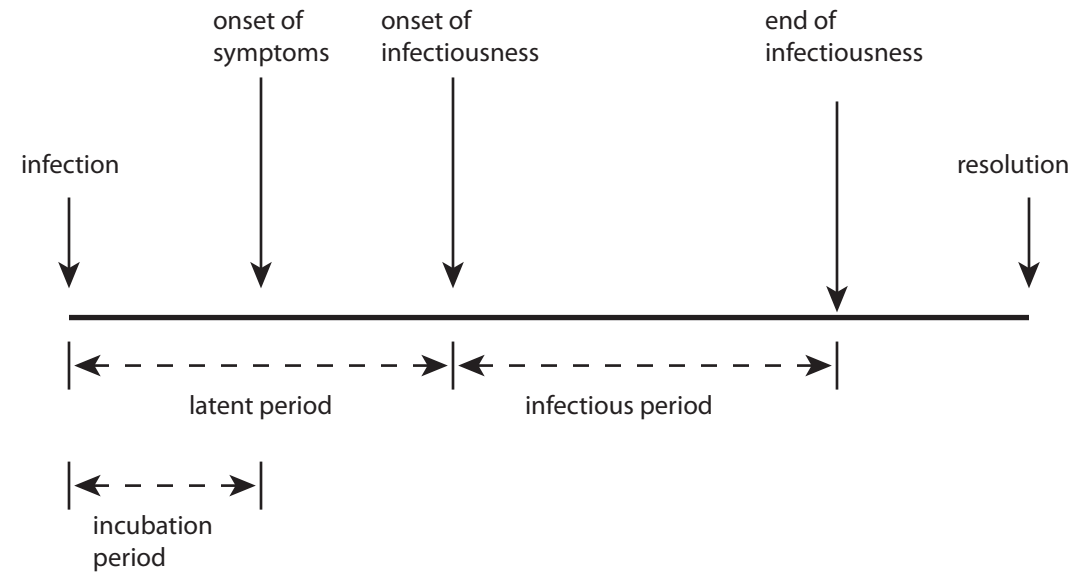 onset of
symptoms
onset of
infectiousness
end of
infectiousness
infection
resolution
latent period
infectious period
incubation
period